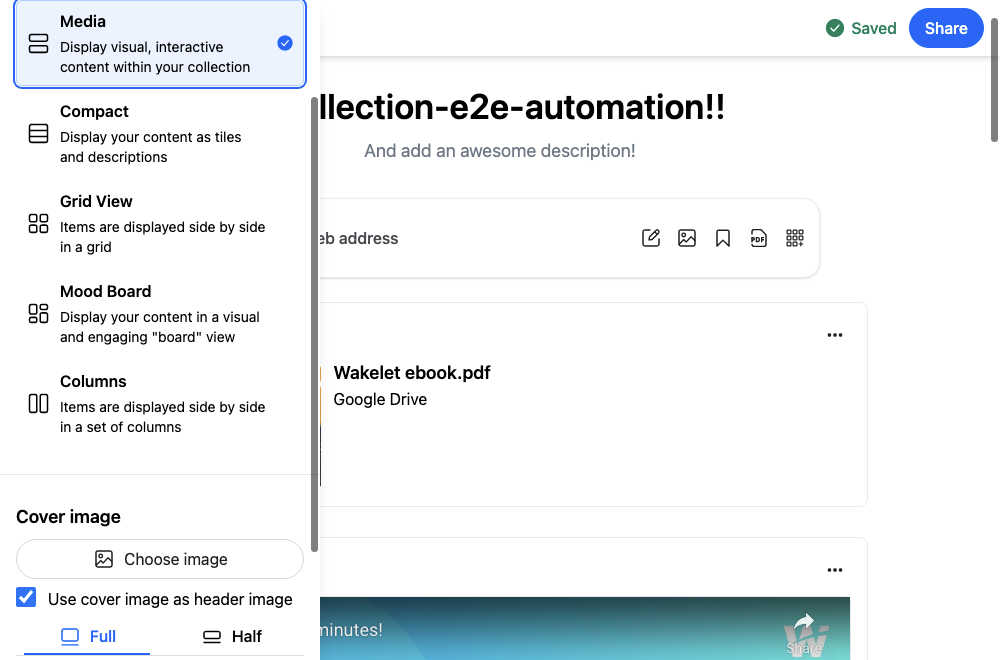 Media
Display visual, interactive
content within your collection
Compact
Display your content as tiles
and descriptions
Grid View
Items are displayed side by side
in a grid
Mood Board
Display your content in a visual
and engaging "board" view
Columns
Items are displayed side by side
in a set of columns
Cover image
Choose image
Use cover image as header image
Full
Half
Saved
Share
llection-e2e-automation!!
And add an awesome description!
eb address
PDF
Wakelet ebook.pdf
Google Drive
minutes!
Share